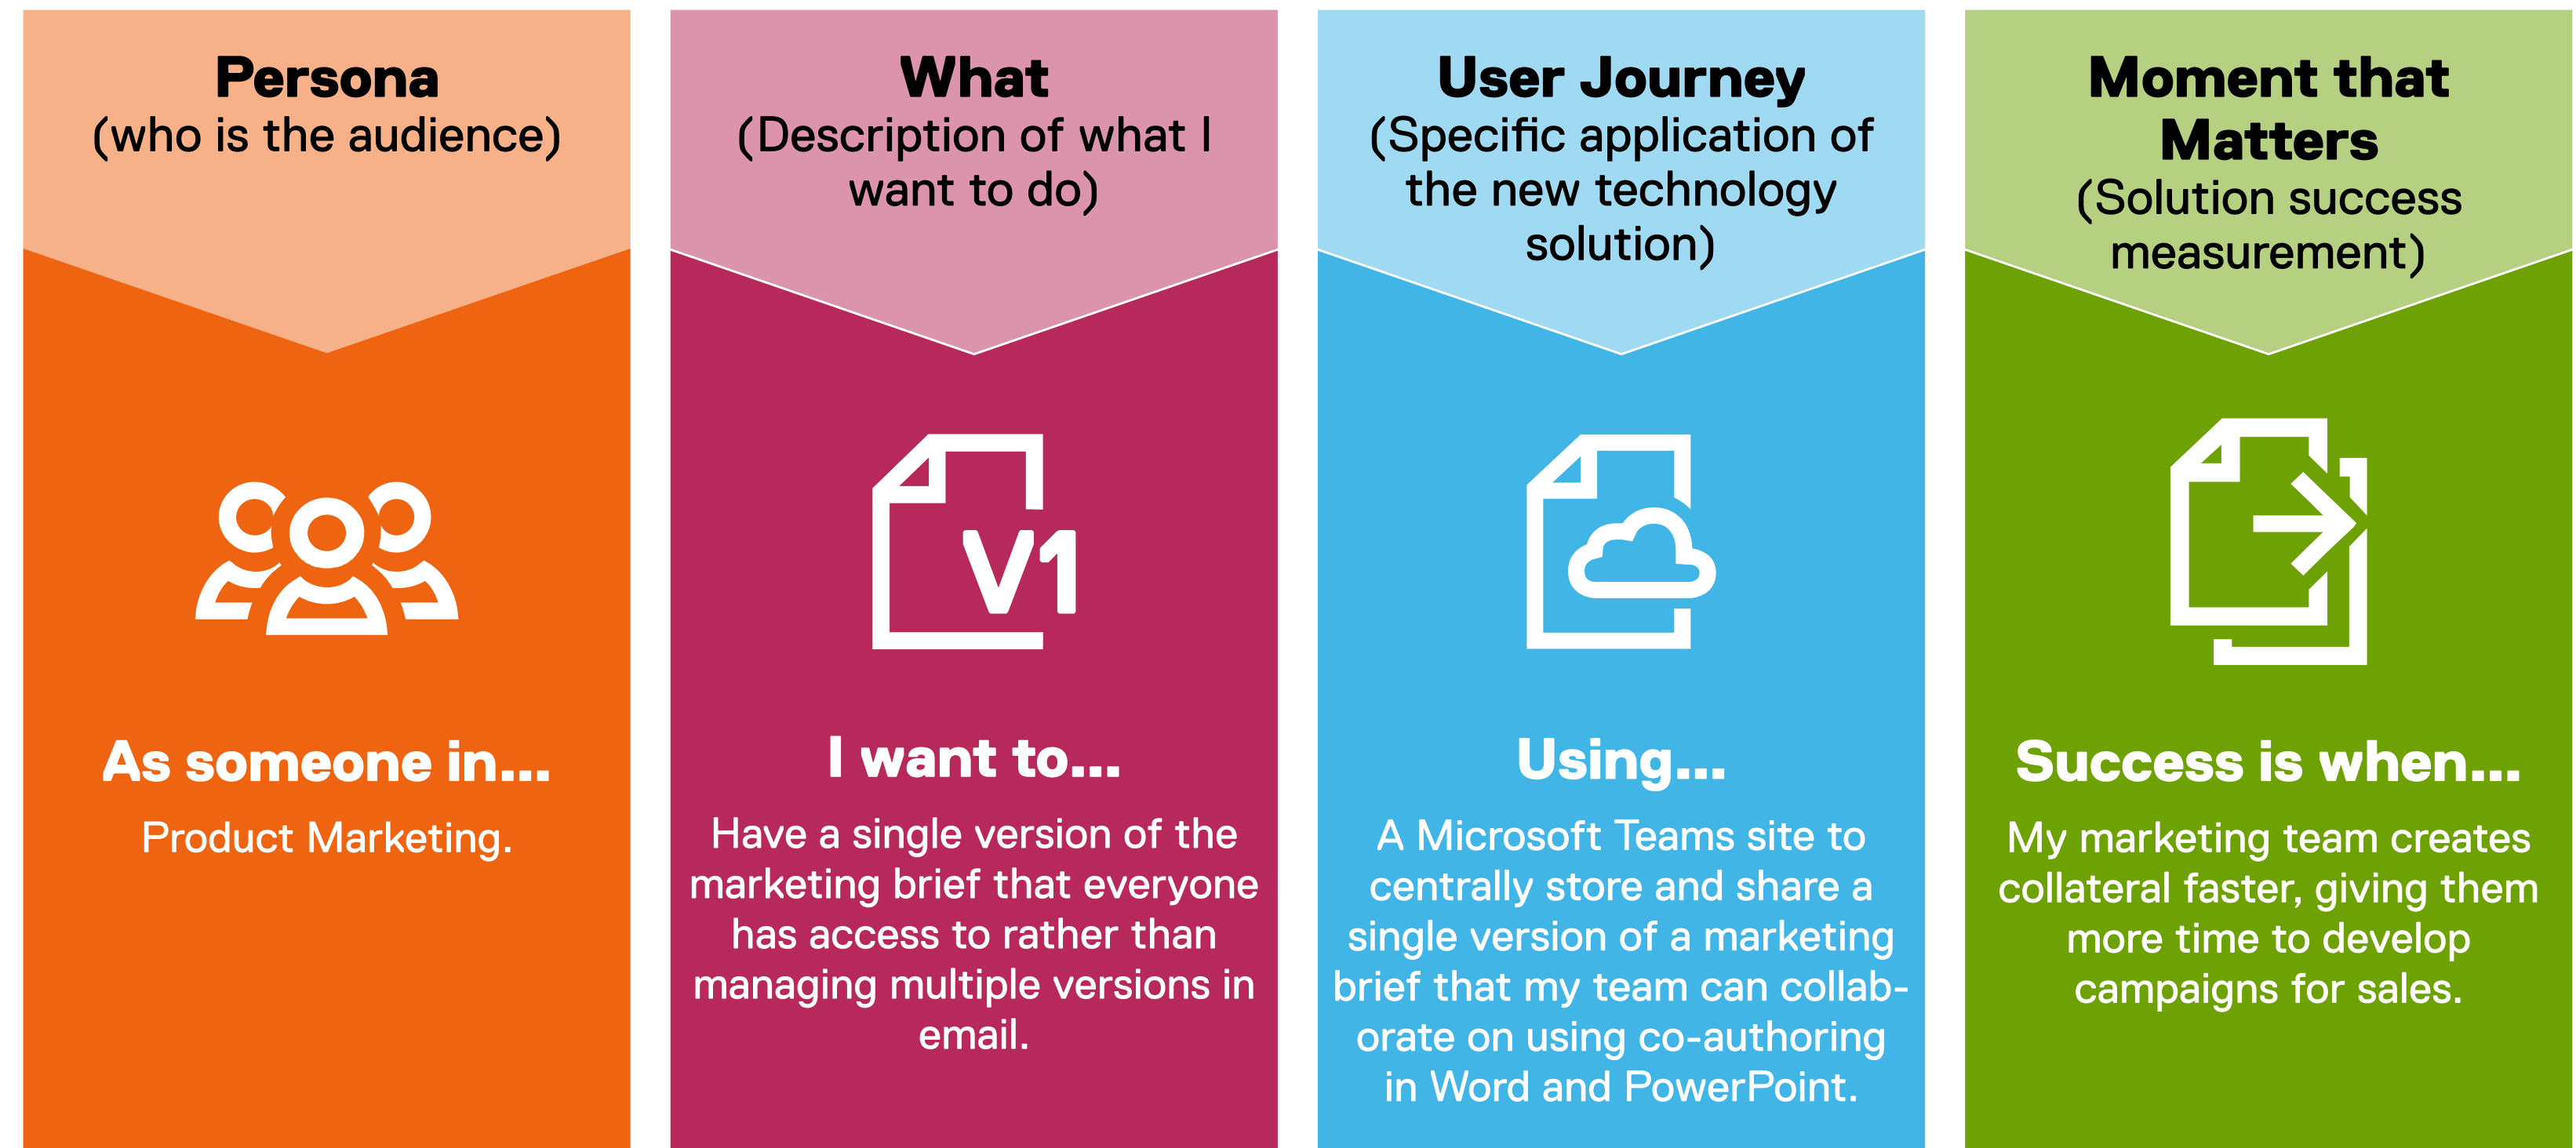 Persona
(who is the audience)
As someone in...
Product Marketing.
What
(Description of what I
want to do)
V1
I want to...
Have a single version of the
marketing brief that everyone
has access to rather than
managing multiple versions in
email.
User Journey
(Specific application of
the new technology
solution)
Using...
A Microsoft Teams site to
centrally store and share a
single version of a marketing
brief that my team can collab-
orate on using co-authoring
in Word and PowerPoint.
Moment that
Matters
(Solution success
measurement)
Success is when...
My marketing team creates
collateral faster, giving them
more time to develop
campaigns for sales.